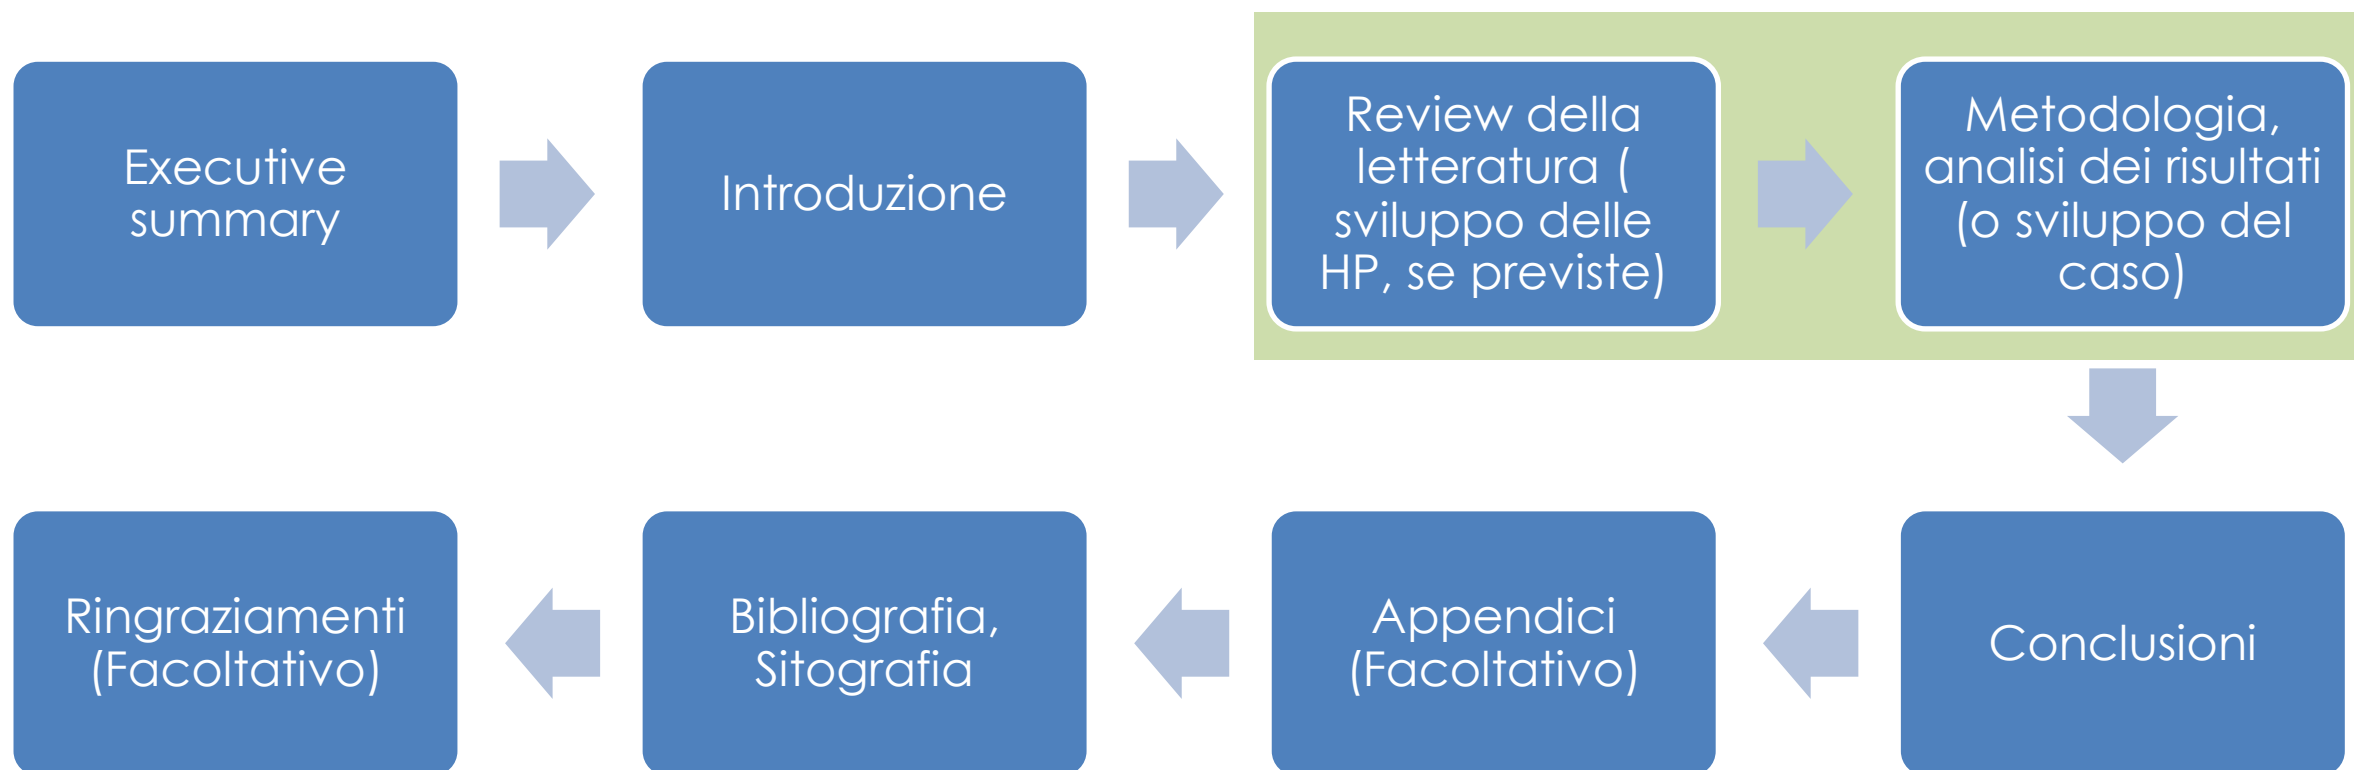 Executive
summary
Introduzione
Review della
letteratura (
sviluppo delle
HP, se previste)
Metodologia,
analisi dei risultati
(o sviluppo del
caso)
Conclusioni
Appendici
(Facoltativo)
Bibliografia,
Sitografia
Ringraziamenti
(Facoltativo)